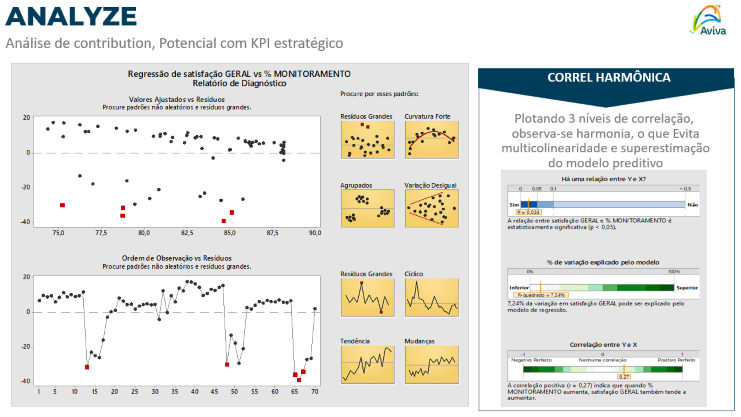 ANALYZE
Aviva
Análise de contribution, Potencial com KPI estratégico
Regressão de satisfação GERAL vs % MONITORAMENTO
Relatório de Diagnóstico
Valores Ajustados vs Resíduos
Procure padrões não aleatórios e resíduos grandes.
20
0
-20
-40
75,0 77,5 80,0 82,5 85,0 87,5 90,0
Ordem de Observação vs Resíduos
Procure padrões não aleatórios e resíduos grandes.
20
0
-20
-40
1 5 10 15 20 25 30 35 40 45 50 55 60 65 70
Procure por esses padrões:
Resíduos Grandes Curvatura Forte
Agrupados Variação Desigual
Resíduos Grandes Cíclico
Tendência Mudanças
CORREL HARMÔNICA
Plotando 3 níveis de correlação,
observa-se harmonia, o que Evita
multicolinearidade e superestimação
do modelo preditivo
Há uma relação entre Y e X?
0 0,05 0,1 > 0,5
Sim Não
P = 0,024
A relação entre satisfação GERAL e % MONITORAMENTO é
estatisticamente significativa (p < 0,05).
% de variação explicado pelo modelo
0% 100%
Inferior Superior
R-quadrado = 7,24%
7,24% da variação em satisfação GERAL pode ser explicado pelo
modelo de regressão.
Correlação entre Y e X
-1 0 1
Negativo Perfeito Nenhuma correlação Positivo Perfeito
0,27
A correlação positiva (r = 0,27) indica que quando %
MONITORAMENTO aumenta, satisfação GERAL também tende a
aumentar.